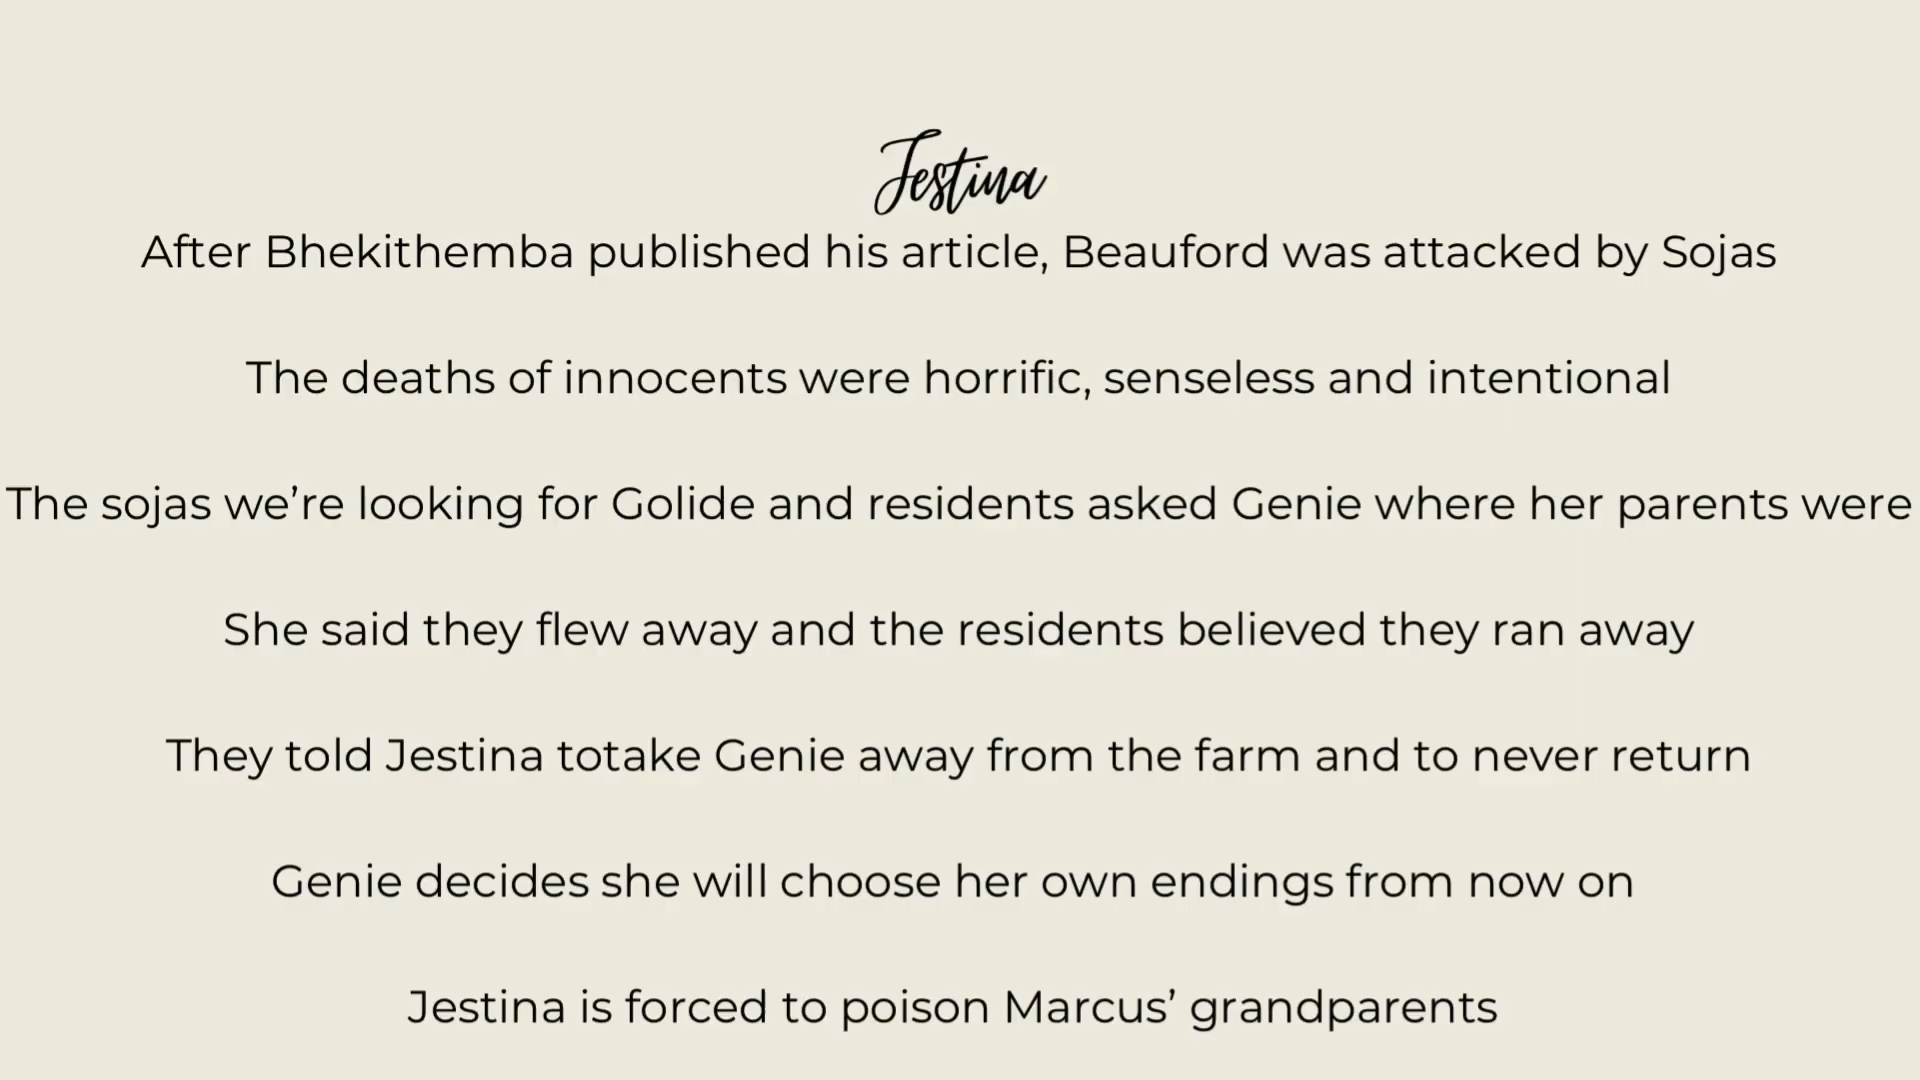 Jestina
After Bhekithemba published his article, Beauford was attacked by Sojas
The deaths of innocents were horrific, senseless and intentional
The sojas we’re looking for Golide and residents asked Genie where her parents were
She said they flew away and the residents believed they ran away
They told Jestina totake Genie away from the farm and to never return
Genie decides she will choose her own endings from now on
Jestina is forced to poison Marcus’ grandparents